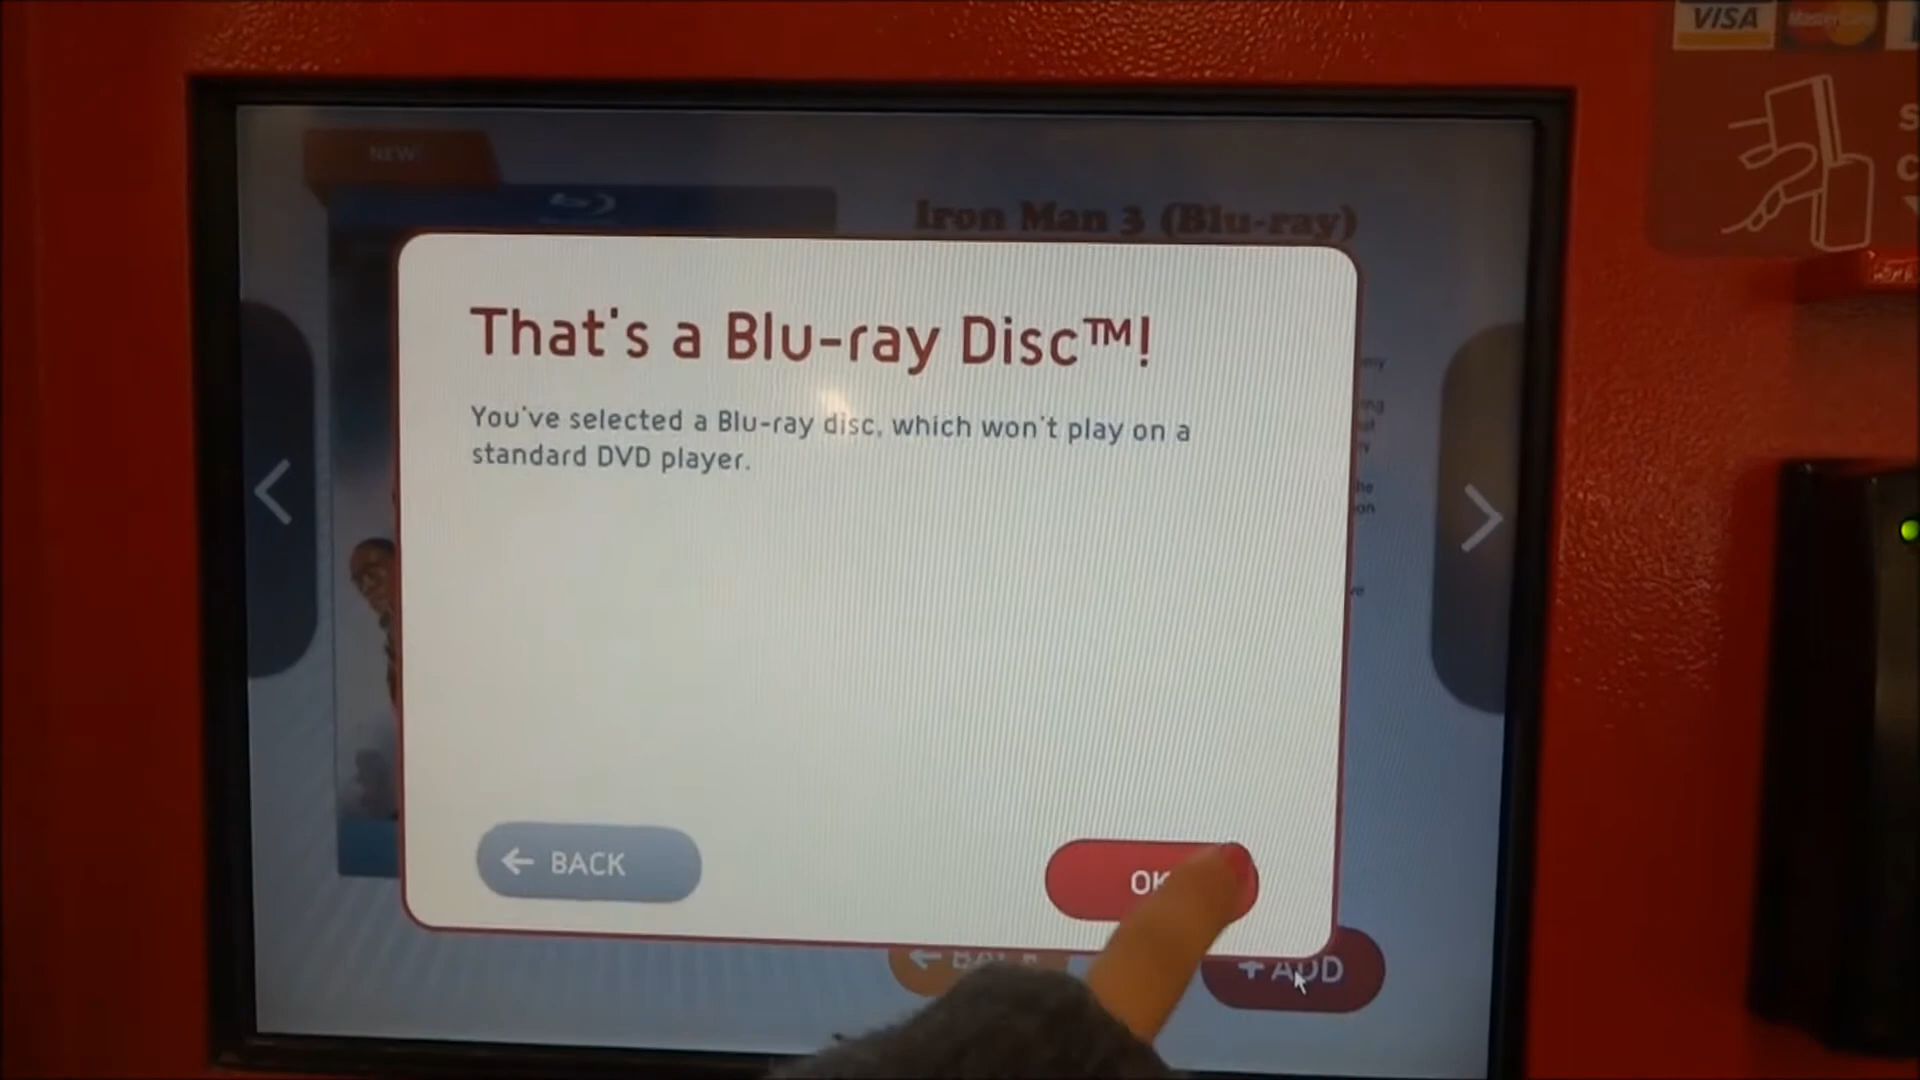 VISA
MasterCard
NEW!
Iron Man 3 (Blu-ray)
That's a Blu-ray Disc™!
You've selected a Blu-ray disc, which won't play on a
standard DVD player.
← BACK
OK
+ ADD